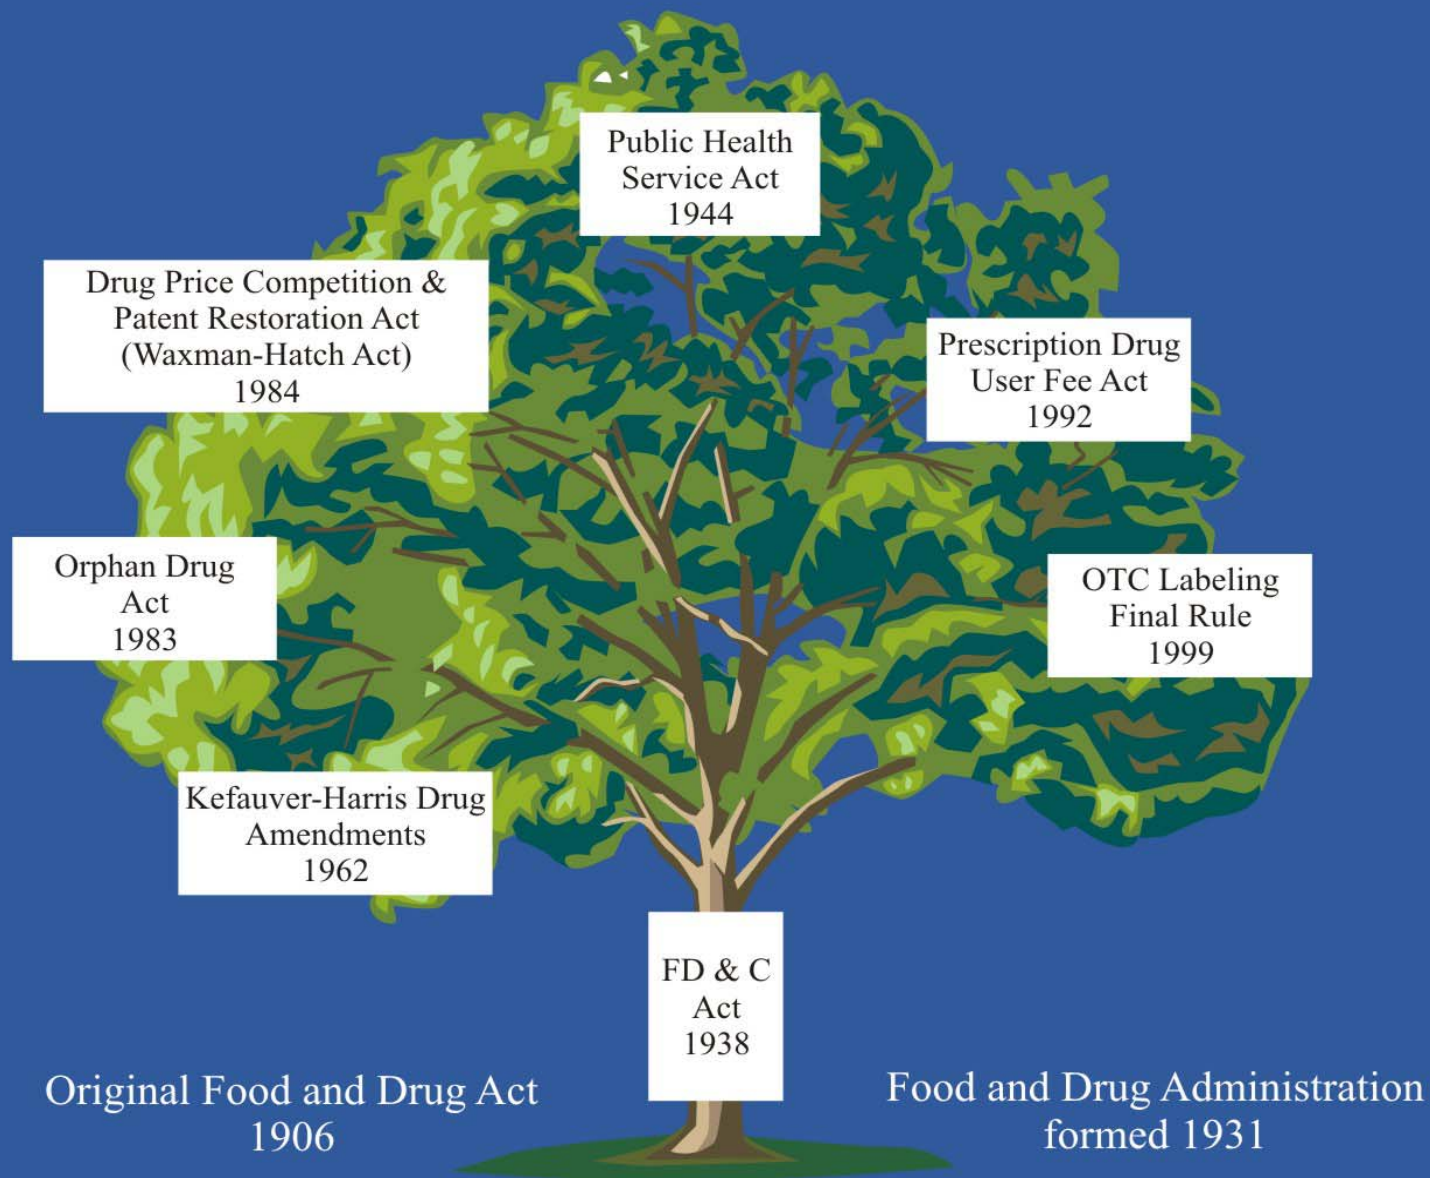 Public Health
Service Act
1944
Drug Price Competition &
Patent Restoration Act
(Waxman-Hatch Act)
1984
Prescription Drug
User Fee Act
1992
Orphan Drug
Act
1983
OTC Labeling
Final Rule
1999
Kefauver-Harris Drug
Amendments
1962
FD & C
Act
1938
Original Food and Drug Act
1906
Food and Drug Administration
formed 1931